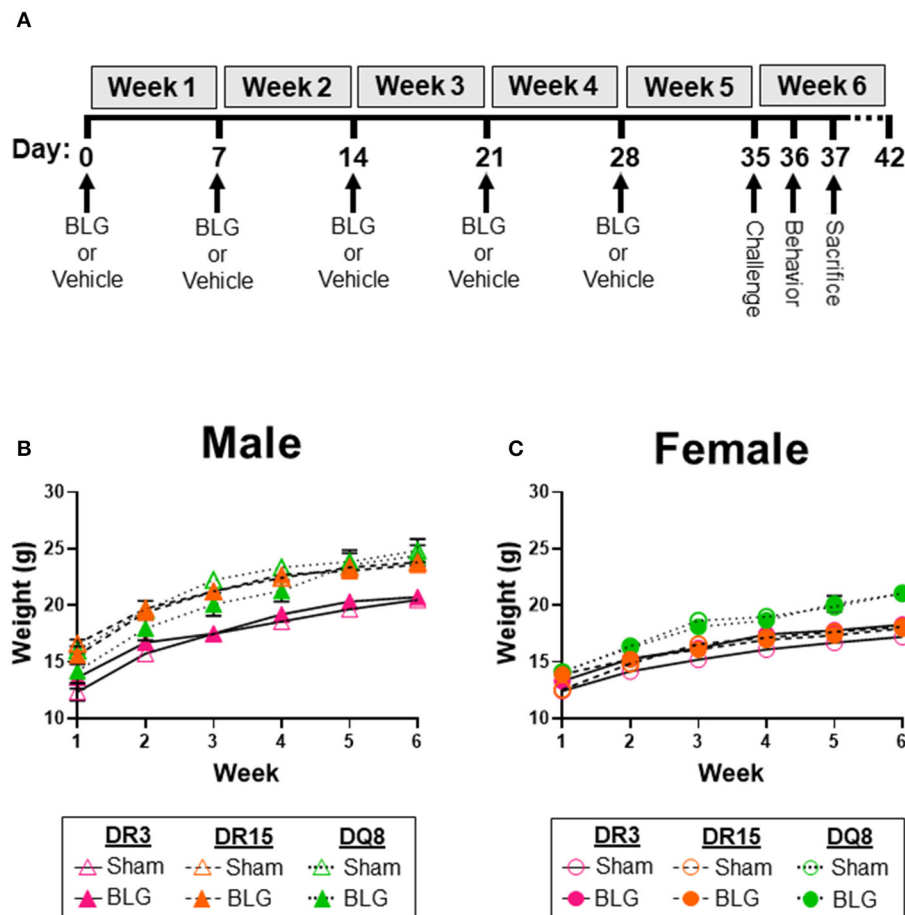 A
Week 1 Week 2 Week 3 Week 4 Week 5 Week 6
Day: 0 7 14 21 28 35 36 37 42
BLG or Vehicle
BLG or Vehicle
BLG or Vehicle
BLG or Vehicle
BLG or Vehicle
Challenge
Behavior
Sacrifice
B
Male
Weight (g)
30
25
20
15
10
1 2 3 4 5 6
Week
DR3 DR15 DQ8
Sham Sham Sham
BLG BLG BLG
C
Female
Weight (g)
30
25
20
15
10
1 2 3 4 5 6
Week
DR3 DR15 DQ8
Sham Sham Sham
BLG BLG BLG